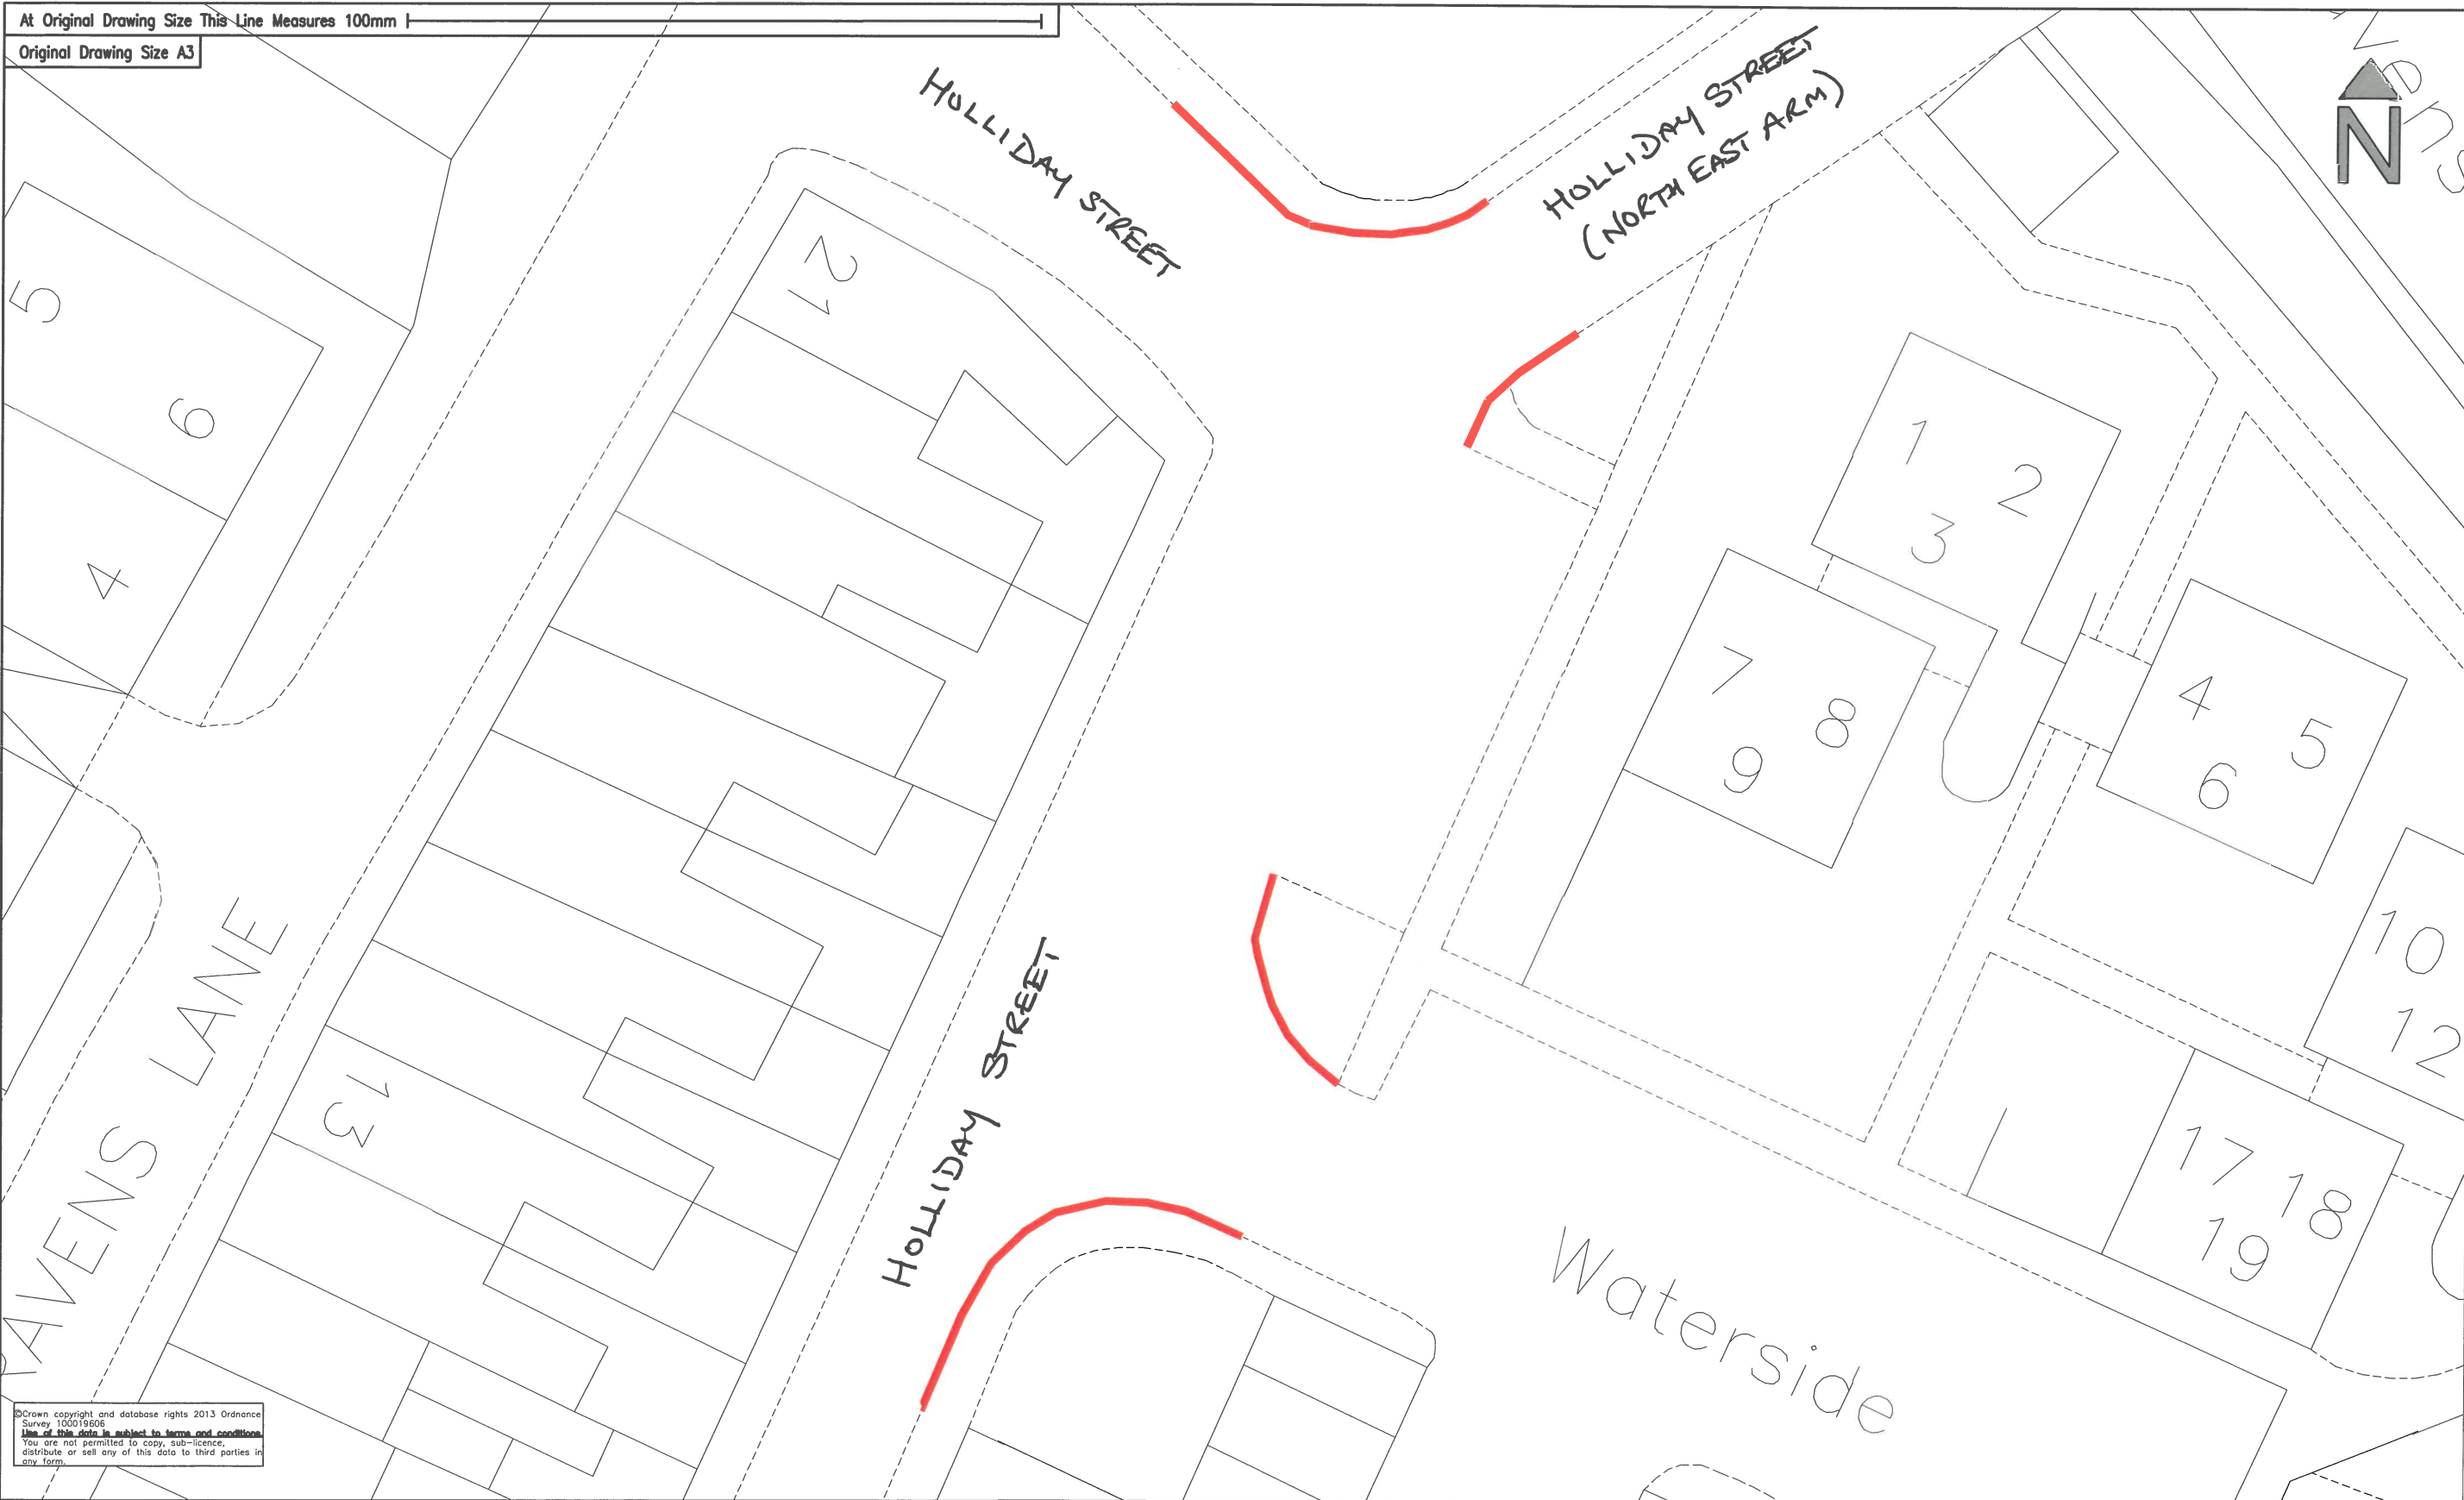 At Original Drawing Size This Line Measures 100mm
Original Drawing Size A3
HOLLIDAY STREET
HOLLIDAY STREET
(NORTH EAST ARM)
N
21
5
6
4
1
2
3
7
8
9
4
5
6
10
12
13
LANE
HOLLIDAY STREET
17
18
19
Waterside
©Crown copyright and database rights 2013 Ordnance
Survey 100019606
Use of this data is subject to terms and conditions
You are not permitted to copy, sub-licence,
distribute or sell any of this data to third parties in
any form.